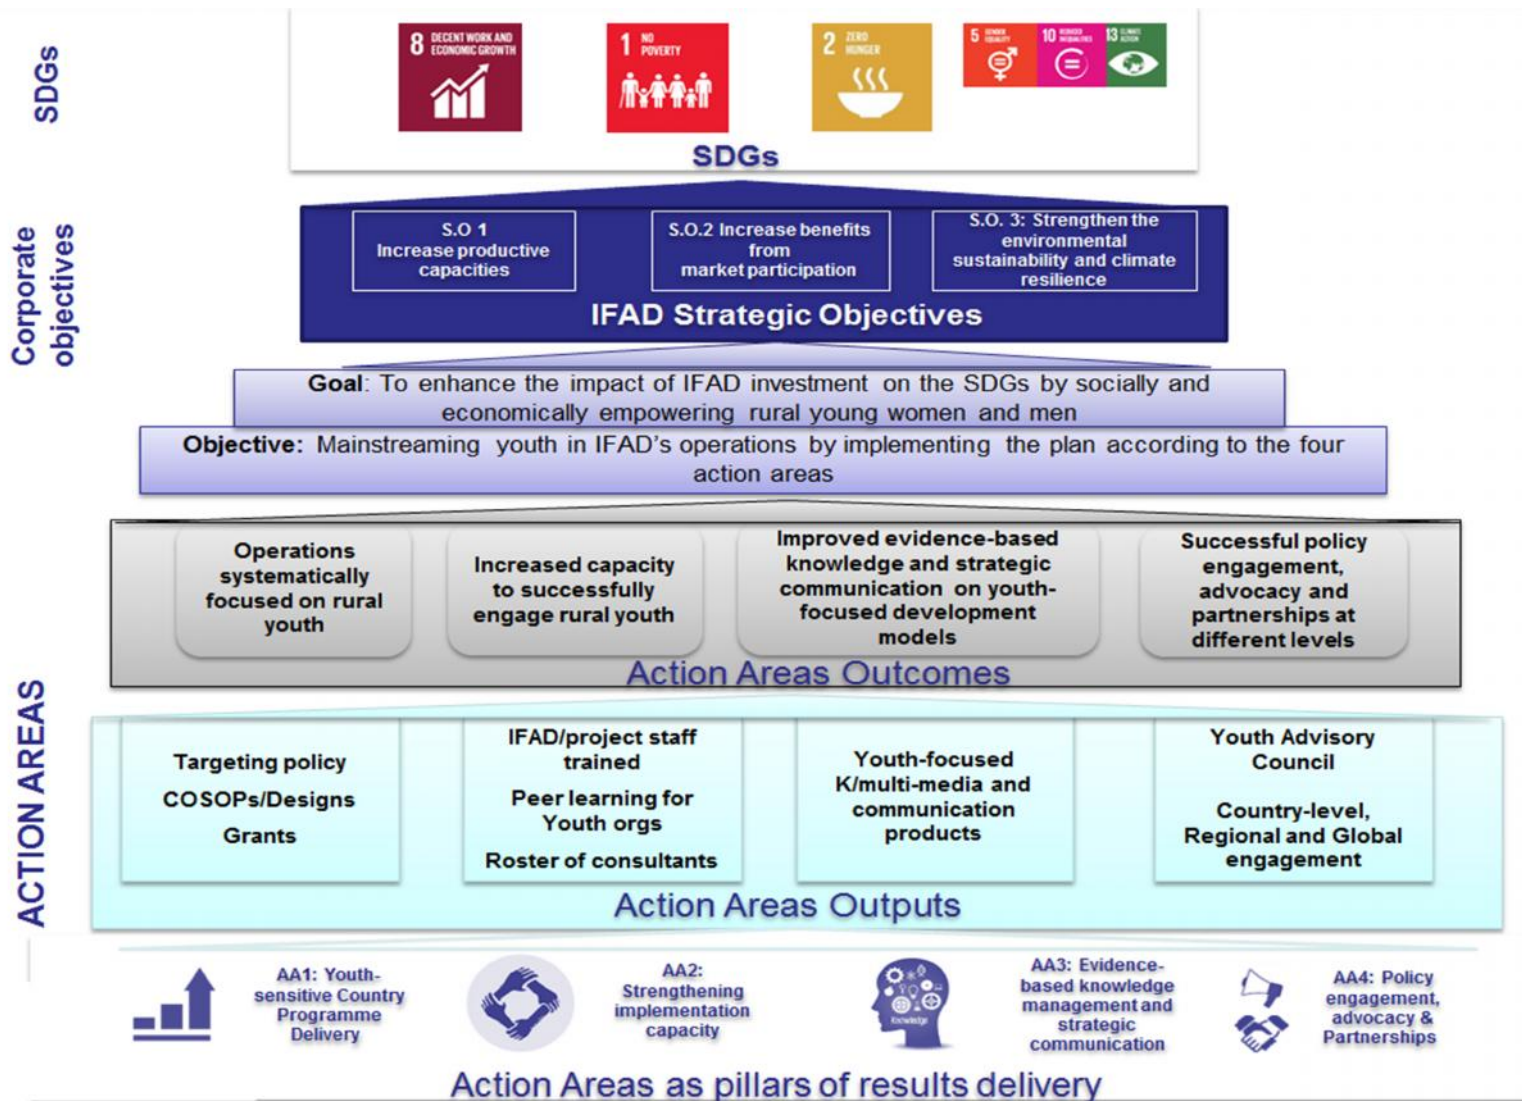 SDGs
8 DECENT WORK AND
ECONOMIC GROWTH
1 NO
POVERTY
2 ZERO
HUNGER
5 GENDER
EQUALITY
10 REDUCED
INEQUALITIES
13 CLIMATE
ACTION
SDGs
Corporate
objectives
S.O 1
Increase productive
capacities
S.O.2 Increase benefits
from
market participation
S.O. 3: Strengthen the
environmental
sustainability and climate
resilience
IFAD Strategic Objectives
Goal: To enhance the impact of IFAD investment on the SDGs by socially and
economically empowering rural young women and men
Objective: Mainstreaming youth in IFAD's operations by implementing the plan according to the four
action areas
ACTION AREAS
Operations
systematically
focused on rural
youth
Increased capacity
to successfully
engage rural youth
Improved evidence-based
knowledge and strategic
communication on youth-
focused development
models
Successful policy
engagement,
advocacy and
partnerships at
different levels
Action Areas Outcomes
Targeting policy
COSOPs/Designs
Grants
IFAD/project staff
trained
Peer learning for
Youth orgs
Roster of consultants
Youth-focused
K/multi-media and
communication
products
Youth Advisory
Council
Country-level,
Regional and Global
engagement
Action Areas Outputs
AA1: Youth-
sensitive Country
Programme
Delivery
AA2:
Strengthening
implementation
capacity
Knowledge
AA3: Evidence-
based knowledge
management and
strategic
communication
AA4: Policy
engagement,
advocacy &
Partnerships
Action Areas as pillars of results delivery